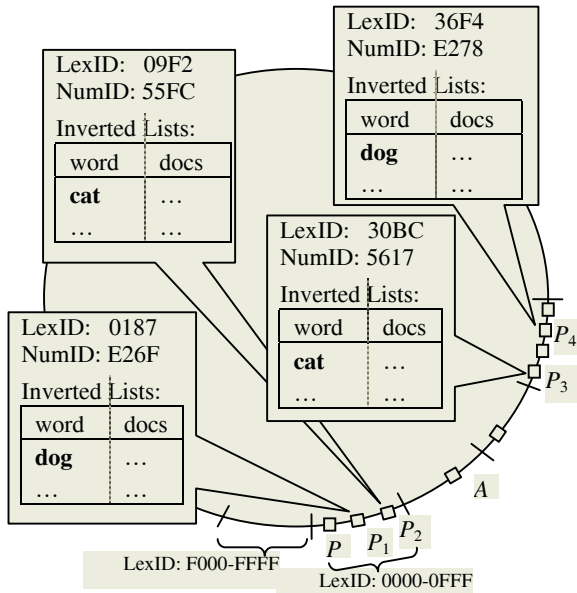 LexID: 36F4
NumID: E278
Inverted Lists:
word docs
dog …
… …
LexID: 09F2
NumID: 55FC
Inverted Lists:
word docs
cat …
… …
LexID: 30BC
NumID: 5617
Inverted Lists:
word docs
cat …
… …
LexID: 0187
NumID: E26F
Inverted Lists:
word docs
dog …
… …
P4
P3
A
P2
P1
P
LexID: F000-FFFF
LexID: 0000-0FFF